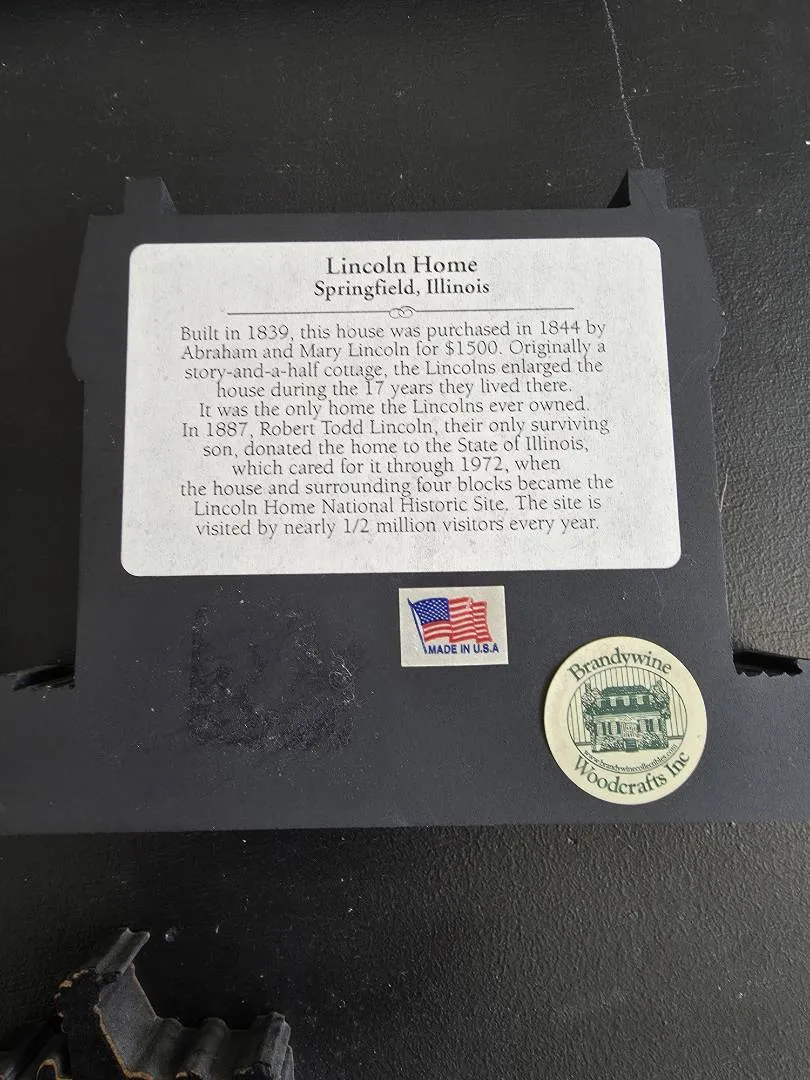 Lincoln Home
Springfield, Illinois
Built in 1839, this house was purchased in 1844 by
Abraham and Mary Lincoln for $1500. Originally a
story-and-a-half cottage, the Lincolns enlarged the
house during the 17 years they lived there.
It was the only home the Lincolns ever owned.
In 1887, Robert Todd Lincoln, their only surviving
son, donated the home to the State of Illinois,
which cared for it through 1972, when
the house and surrounding four blocks became the
Lincoln Home National Historic Site. The site is
visited by nearly 1/2 million visitors every year.
MADE IN U.S.A
Brandywine
www.brandywinecollectibles.com
Woodcrafts Inc